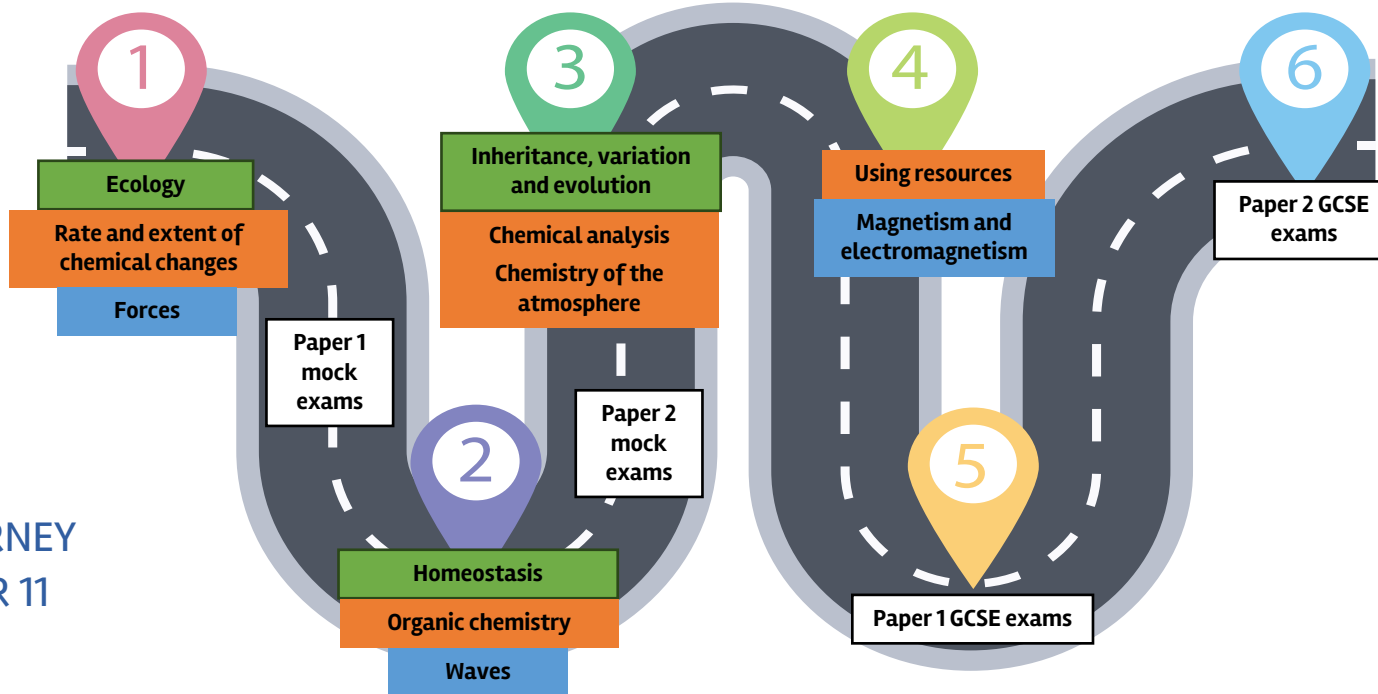 1
Ecology
Rate and extent of
chemical changes
Forces
Paper 1
mock
exams
2
Homeostasis
Organic chemistry
Waves
3
Inheritance, variation
and evolution
Chemical analysis
Chemistry of the
atmosphere
Paper 2
mock
exams
4
Using resources
Magnetism and
electromagnetism
5
Paper 1 GCSE exams
6
Paper 2 GCSE
exams
RNEY
R 11